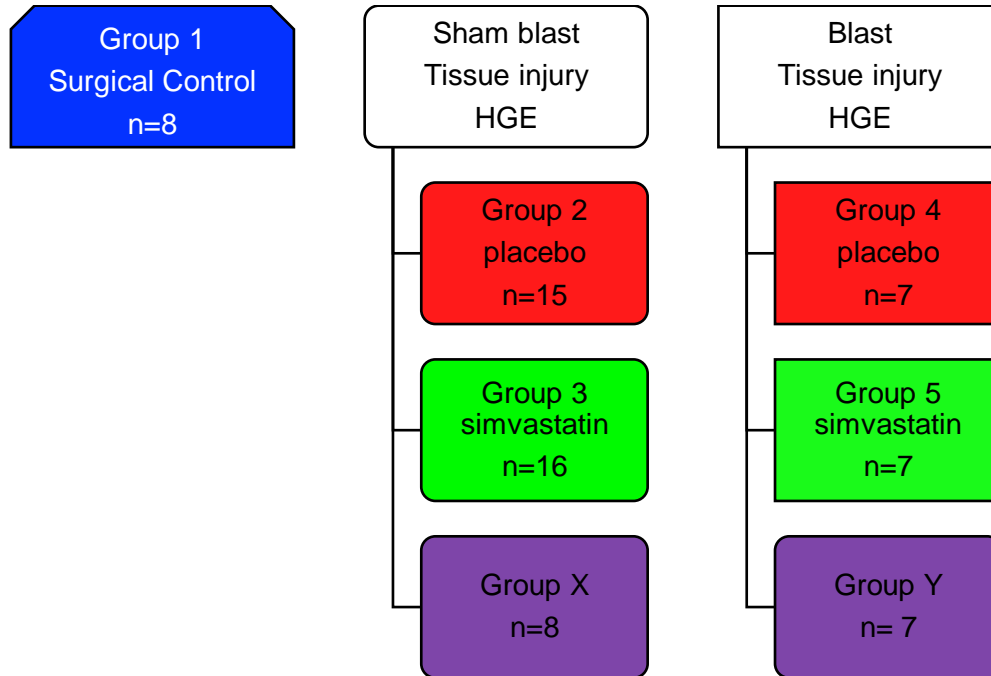 Group 1
Surgical Control
n=8
Sham blast
Tissue injury
HGE
Group 2
placebo
n=15
Group 3
simvastatin
n=16
Group X
n=8
Blast
Tissue injury
HGE
Group 4
placebo
n=7
Group 5
simvastatin
n=7
Group Y
n= 7